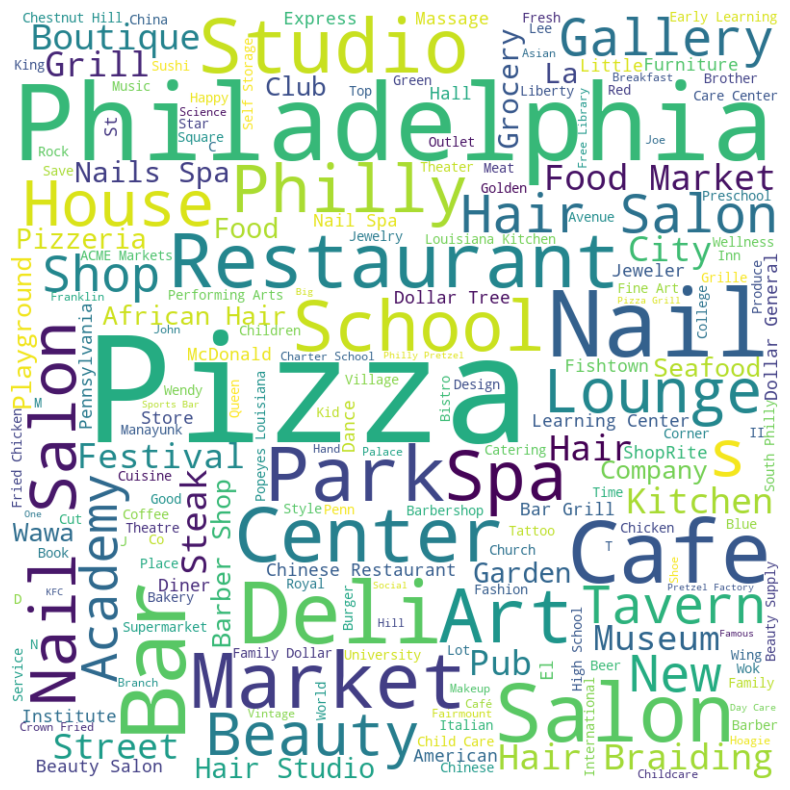 Chestnut Hill
China
Boutique
Studio
Express
Massage
Fresh
Lee
Early Learning
Gallery
King
Sushi
Grill
Music
Happy
Self Storage
Club
Top
Green
Hall
Grocery
Asian
La
Liberty
Breakfast
Little
Red
Furniture
Brother
Care Center
Philadelphia
St
Science
Star
Square
C
Outlet
Free Library
Joe
Rock
Save
Nails Spa
Philly
Theater
Meat
Golden
Food Market
Preschool
House
Food
Nail Spa
Jewelry
Hair Salon
Avenue
Pizzeria
Restaurant
Louisiana Kitchen
City
Wellness
Inn
ACME Markets
Shop
Jeweler
Grille
Produce
Franklin
Performing Arts
Big
Dollar Tree
Fine Art
Pizza Grill
College
Dollar General
Playground
Pennsylvania
African Hair
Children
School
Nail
John
Fishtown
M
McDonald
Charter School
Philly Pretzel
Seafood
Nail Salon
Pizza
Wendy
Queen
Village
Bistro
Design
Lounge
Sports Bar
Kid
Dance
Store
Manayunk
Learning Center
Corner
II
South Philly
Fried Chicken
Festival
Popeyes Louisiana
Hand
Palace
Catering
Hair
ShopRite
s
Cuisine
Park
Spa
Company
Time
One
Good
Steak
Style
Penn
Barbershop
Bar Grill
Kitchen
Cut
Coffee
Barber Shop
Center
Tattoo
Chicken
Blue
Wawa
Theatre
J
Co
Church
Cafe
T
Book
Academy
Place
Chinese Restaurant
Garden
Shoe
Pretzel Factory
Beauty Supply
KFC
Diner
Royal
Social
Fashion
D
Bakery
Bar
Burger
Deli
Art
Tavern
Famous
N
Supermarket
Hill
High School
Museum
Service
Family Dollar
University
Lot
Pub
El
Beer
New
Wing
Wok
Family
Branch
World
Market
Makeup
Café
Salon
International
Day Care
Institute
Vintage
Beauty
Fairmount
Italian
Barber
Hoagie
Crown Fried
Street
Child Care
American
Hair Braiding
Beauty Salon
Hair Studio
Chinese
Childcare